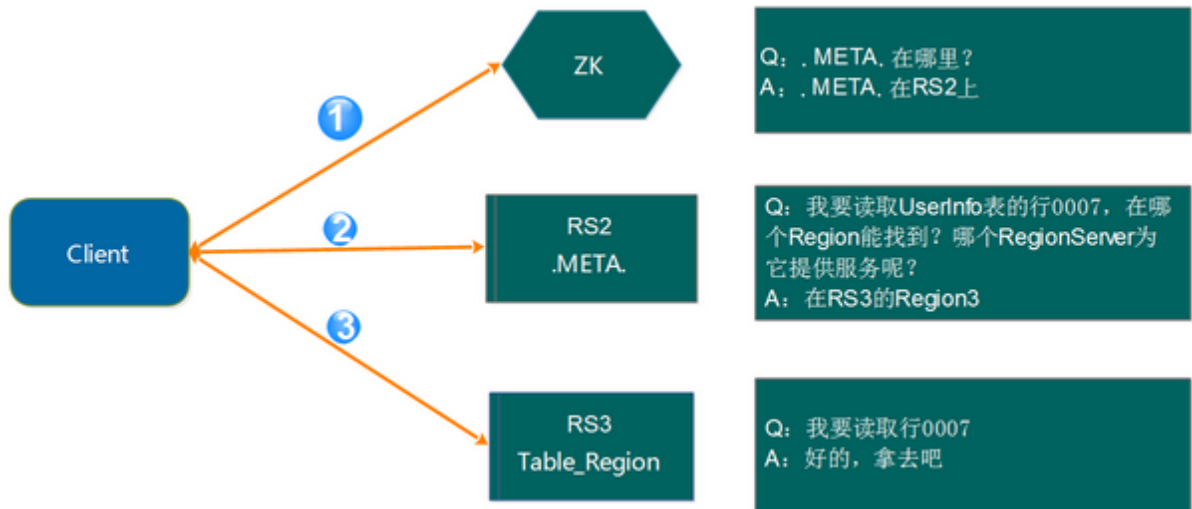 ZK
Q：.META.在哪里？
A：.META.在RS2上
1
Client
2
RS2
.META.
Q：我要读取UserInfo表的行0007，在哪
个Region能找到？哪个RegionServer为
它提供服务呢？
A：在RS3的Region3
3
RS3
Table_Region
Q：我要读取行0007
A：好的，拿去吧